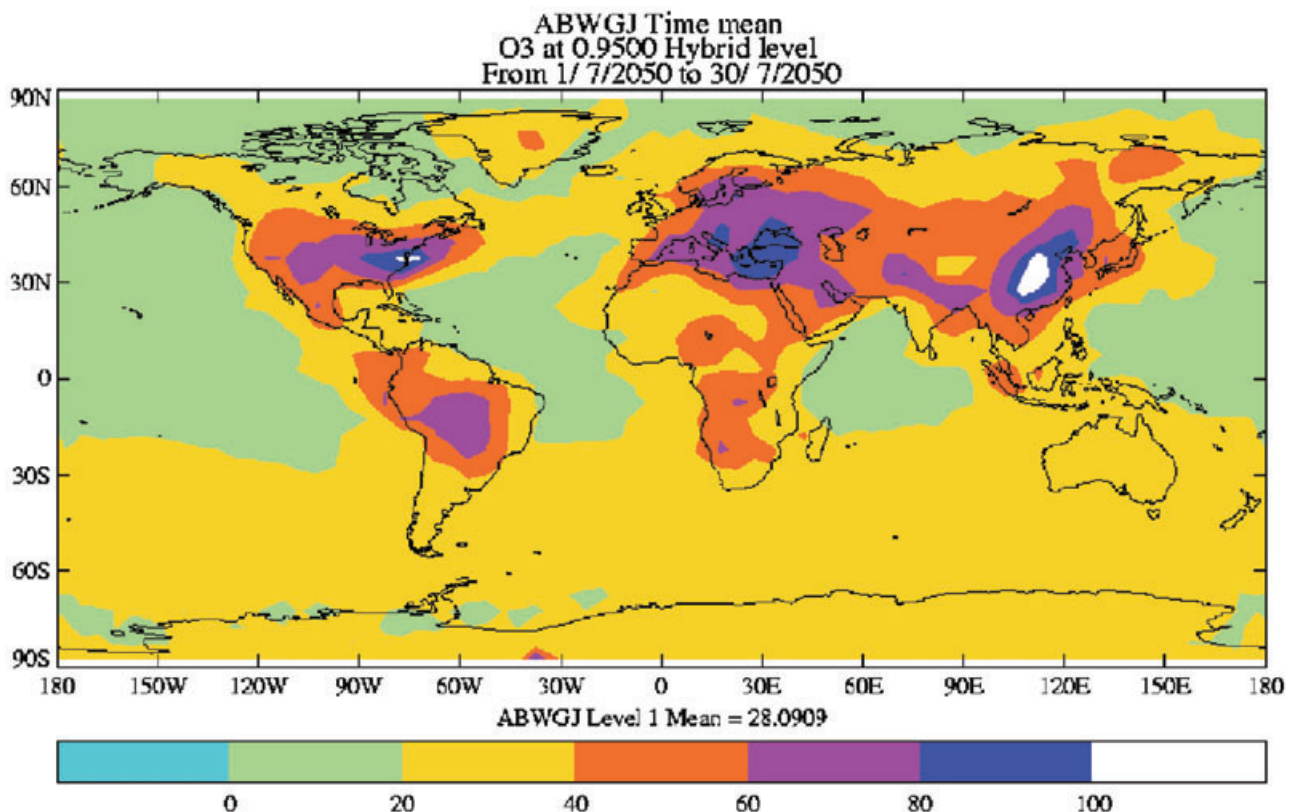 ABWGJ Time mean
O3 at 0.9500 Hybrid level
From 1/ 7/2050 to 30/ 7/2050
90N
60N
30N
0
30S
60S
90S
180 150W 120W 90W 60W 30W 0 30E 60E 90E 120E 150E 180
ABWGJ Level 1 Mean = 28.0909
0 20 40 60 80 100